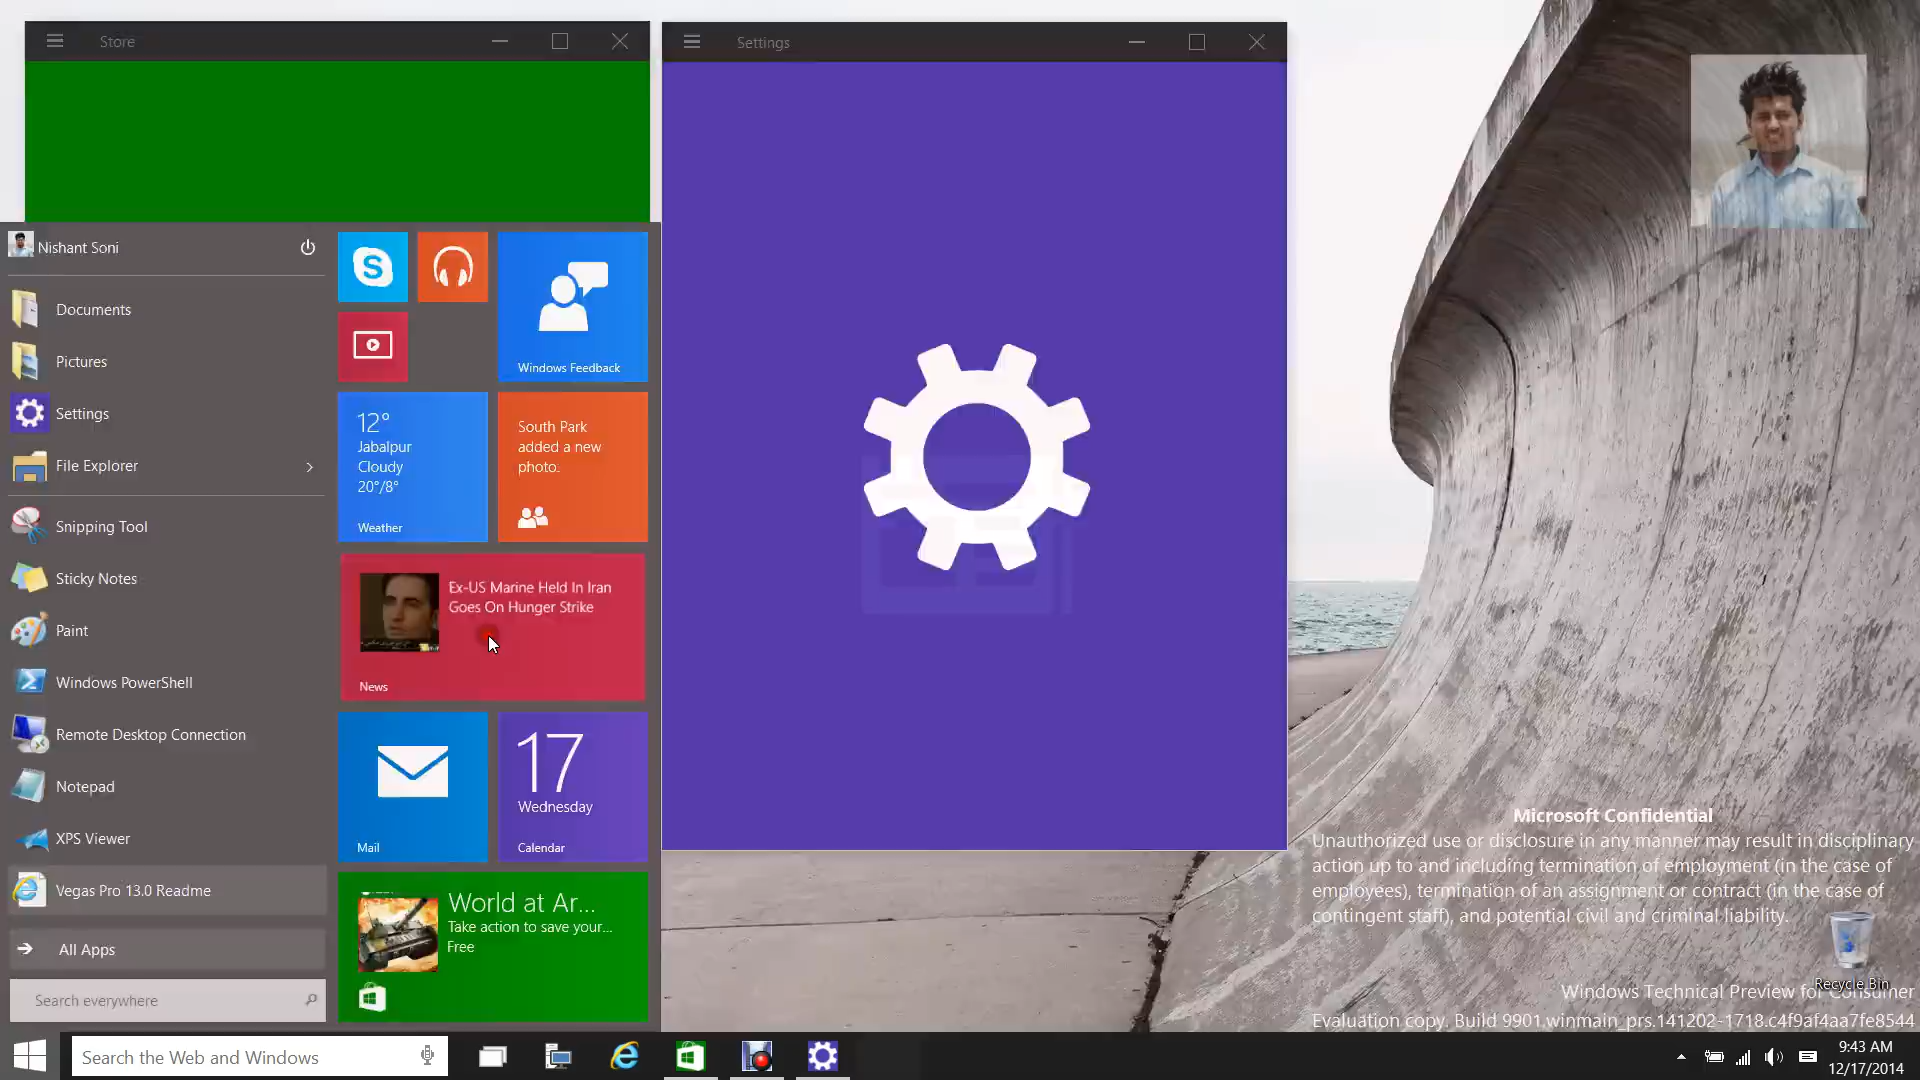 Store
Settings
Nishant Soni
Documents
Pictures
Settings
File Explorer
Snipping Tool
Sticky Notes
Paint
Windows PowerShell
Remote Desktop Connection
Notepad
XPS Viewer
Vegas Pro 13.0 Readme
All Apps
Search everywhere
Windows Feedback
12°
Jabalpur
Cloudy
20°/8°
Weather
South Park
added a new
photo.
Ex-US Marine Held In Iran
Goes On Hunger Strike
News
Mail
17
Wednesday
Calendar
World at Ar...
Take action to save your...
Free
Microsoft Confidential
Unauthorized use or disclosure in any manner may result in disciplinary
action up to and including termination of employment (in the case of
employees), termination of an assignment or contract (in the case of
contingent staff), and potential civil and criminal liability.
Recycle Bin
Windows Technical Preview for Consumer
Evaluation copy. Build 9901.winmain_prs.141202-1718.c4f9af4aa7fe8544
Search the Web and Windows
9:43 AM
12/17/2014